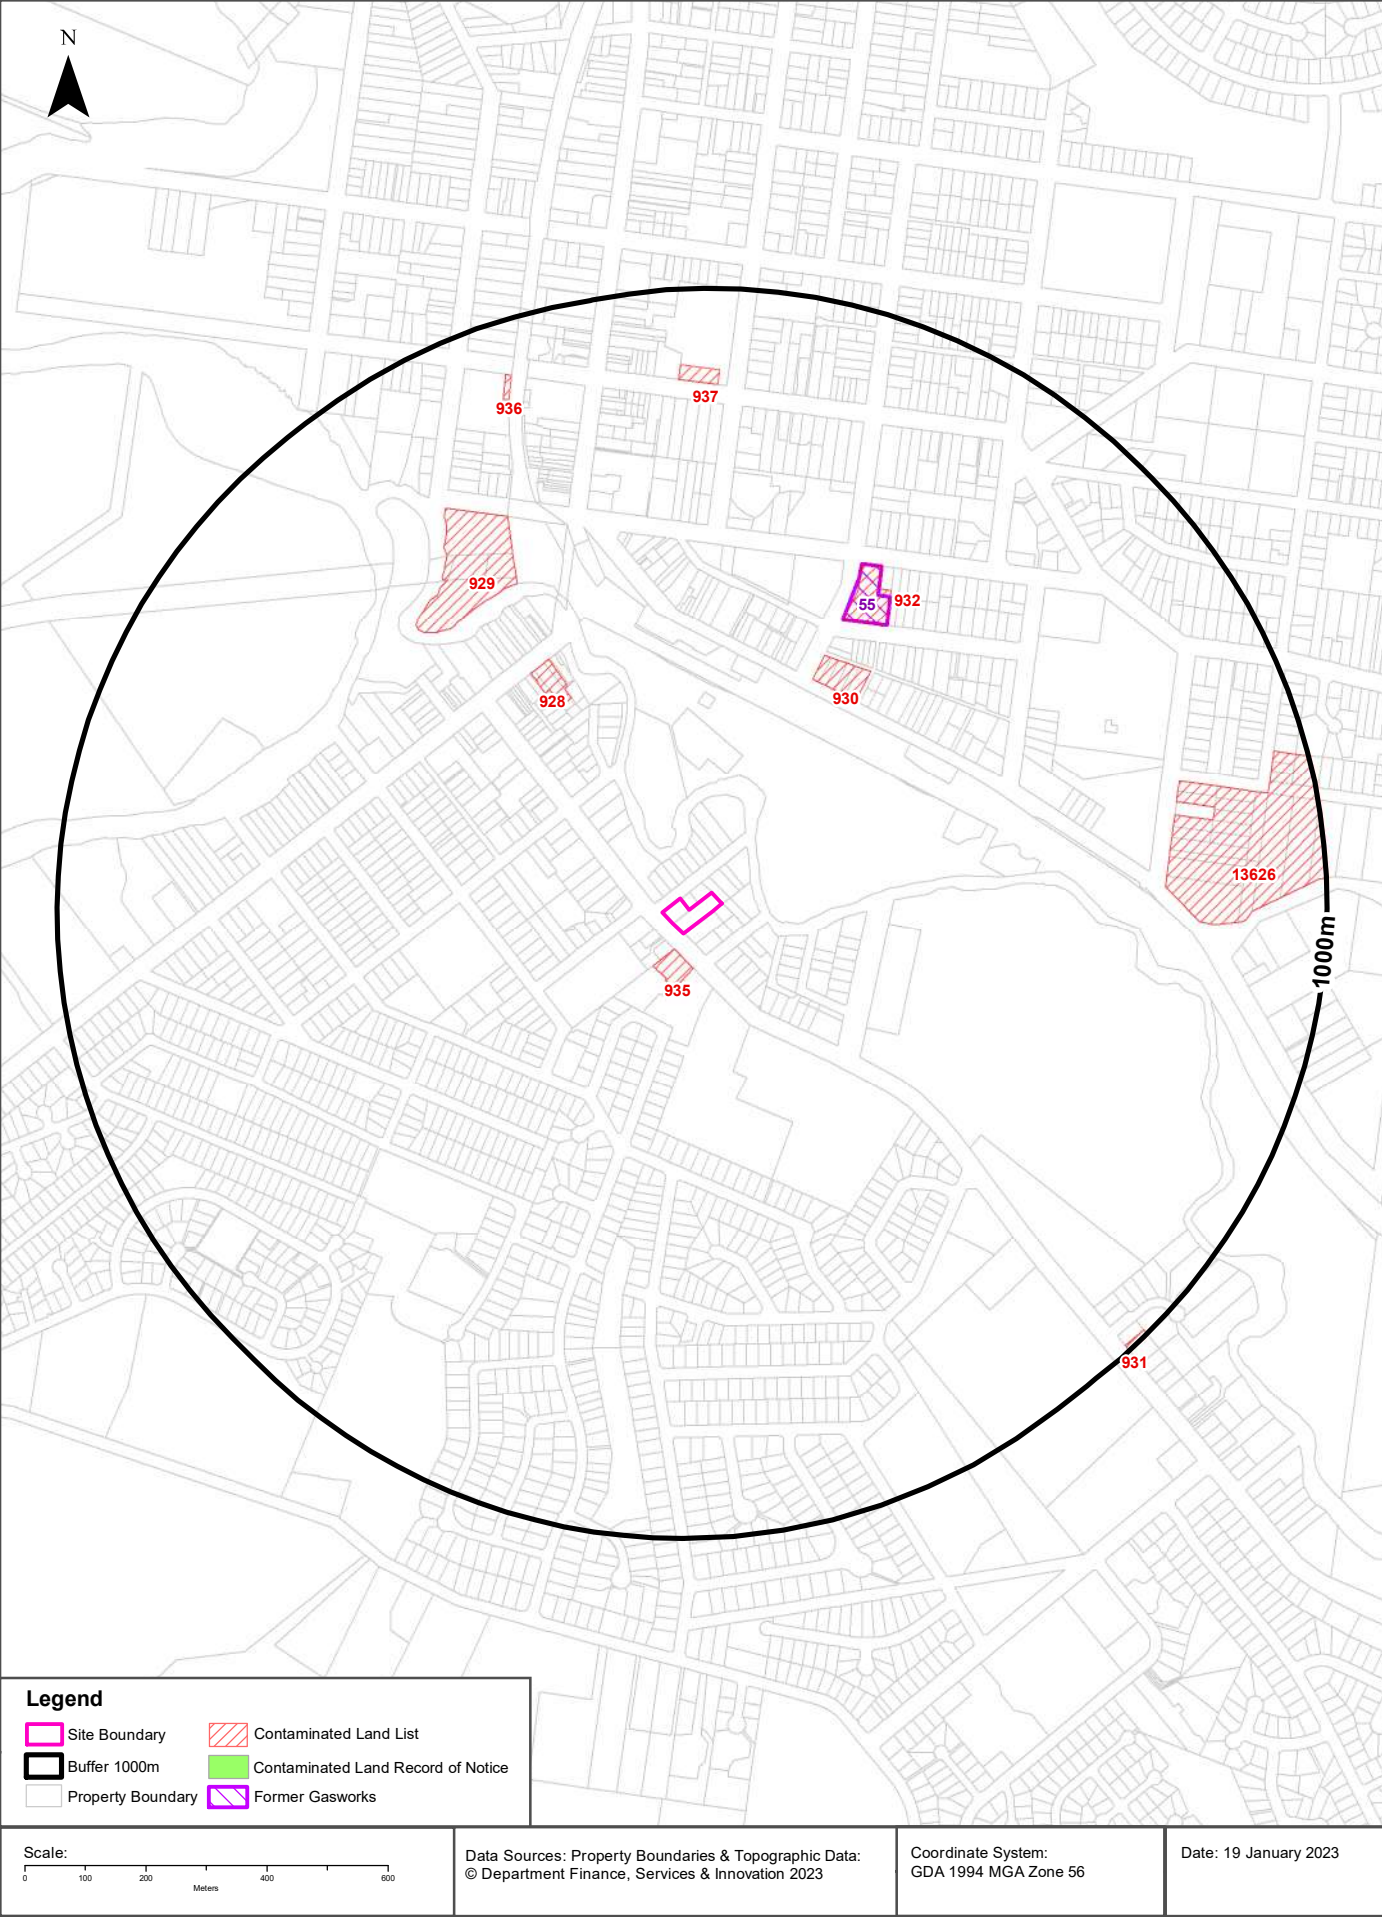 N
936
937
929
55
932
928
930
13626
1000m
935
931
Legend
Site Boundary
Contaminated Land List
Buffer 1000m
Contaminated Land Record of Notice
Property Boundary
Former Gasworks
Scale:
0 100 200 400 600
Meters
Data Sources: Property Boundaries & Topographic Data:
© Department Finance, Services & Innovation 2023
Coordinate System:
GDA 1994 MGA Zone 56
Date: 19 January 2023